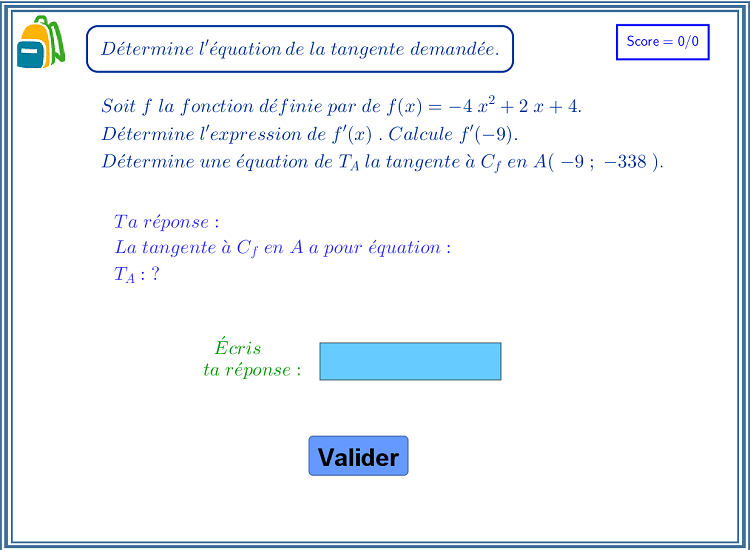 Détermine l'équation de la tangente demandée.
Score = 0/0
Soit f la fonction définie par de f(x) = −4 x² + 2 x + 4.
Détermine l'expression de f'(x) . Calcule f'(−9).
Détermine une équation de T_A la tangente à C_f en A( −9 ; −338 ).
Ta réponse :
La tangente à C_f en A a pour équation :
T_A : ?
Écris
ta réponse :
Valider